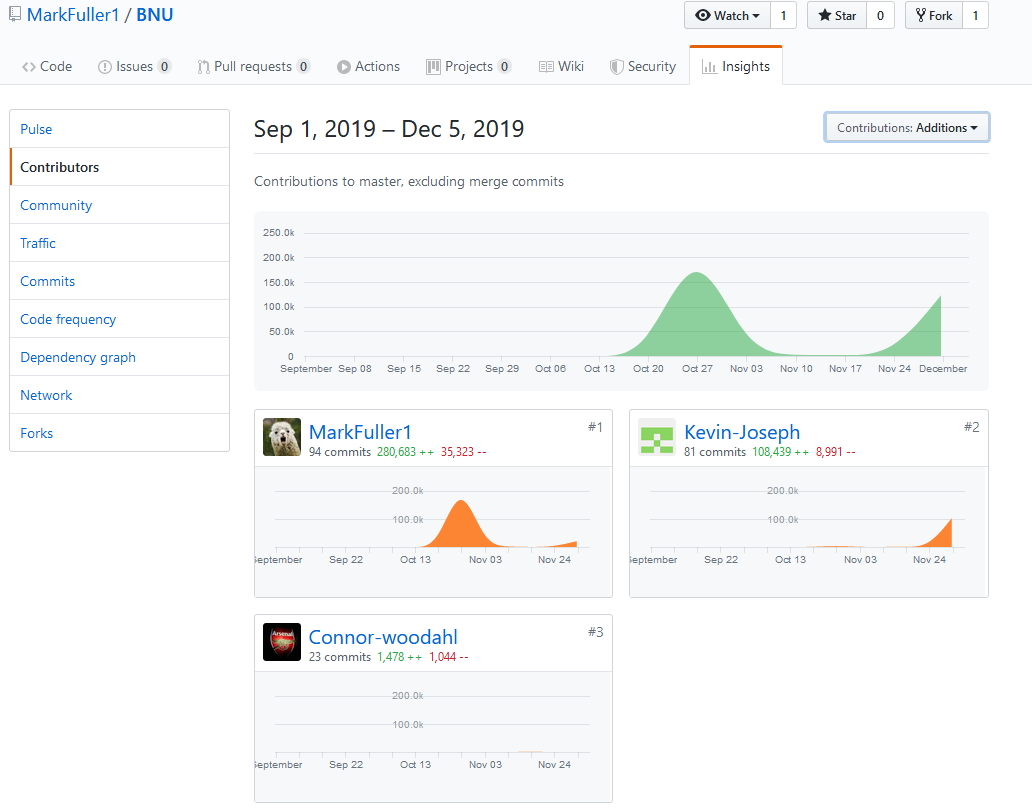 MarkFuller1 / BNU
Watch 1 Star 0 Fork 1
Code Issues 0 Pull requests 0 Actions Projects 0 Wiki Security Insights
Pulse
Contributors
Community
Traffic
Commits
Code frequency
Dependency graph
Network
Forks
Sep 1, 2019 – Dec 5, 2019
Contributions: Additions
Contributions to master, excluding merge commits
250.0k
200.0k
150.0k
100.0k
50.0k
0
September Sep 08 Sep 15 Sep 22 Sep 29 Oct 06 Oct 13 Oct 20 Oct 27 Nov 03 Nov 10 Nov 17 Nov 24 December
MarkFuller1 #1
94 commits 280,683 ++ 35,323 --
200.0k
100.0k
September Sep 22 Oct 13 Nov 03 Nov 24
Kevin-Joseph #2
81 commits 108,439 ++ 8,991 --
200.0k
100.0k
September Sep 22 Oct 13 Nov 03 Nov 24
Arsenal
Connor-woodahl #3
23 commits 1,478 ++ 1,044 --
200.0k
100.0k
September Sep 22 Oct 13 Nov 03 Nov 24